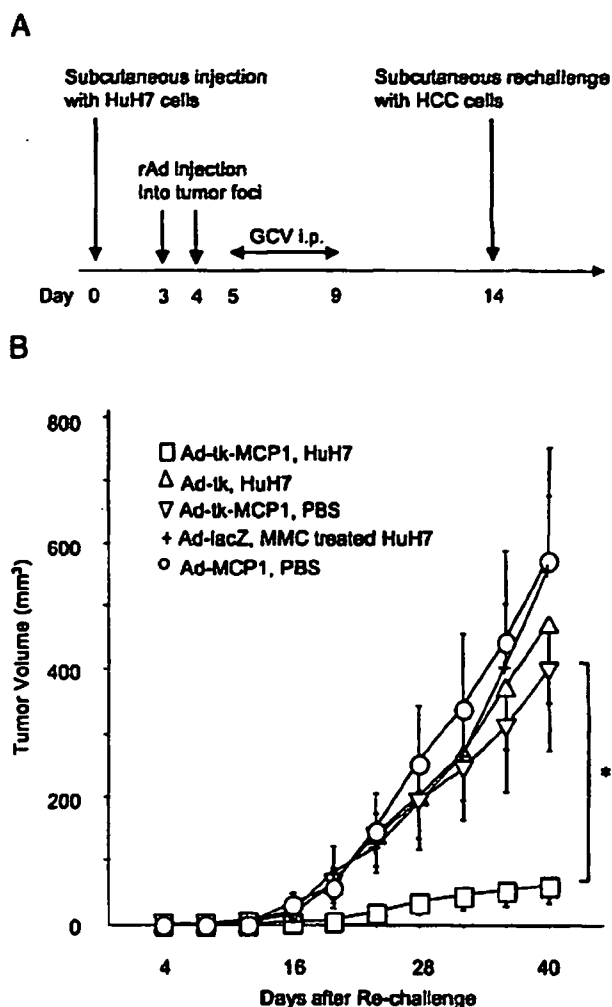 A
Subcutaneous injection
with HuH7 cells
Subcutaneous rechallenge
with HCC cells
rAd Injection
Into tumor foci
GCV i.p.
Day 0 3 4 5 9 14
B
800
600
400
200
0
Tumor Volume (mm³)
Ad-tk-MCP1, HuH7
Ad-tk, HuH7
Ad-tk-MCP1, PBS
Ad-lacZ, MMC treated HuH7
Ad-MCP1, PBS
*
4 16 28 40
Days after Re-challenge